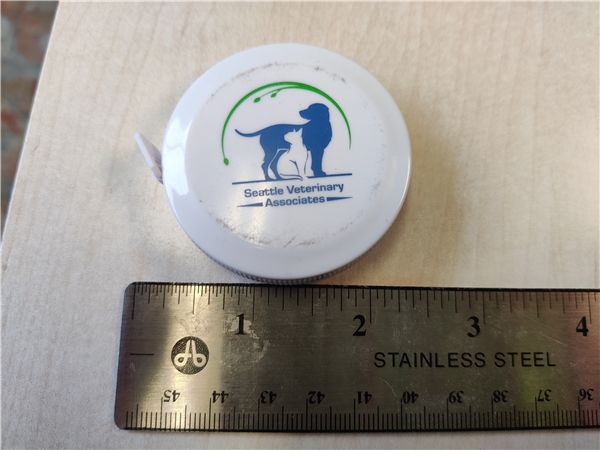 Seattle Veterinary
Associates
1 2 3 4
STAINLESS STEEL
45 44 43 42 41 40 39 38 37 36